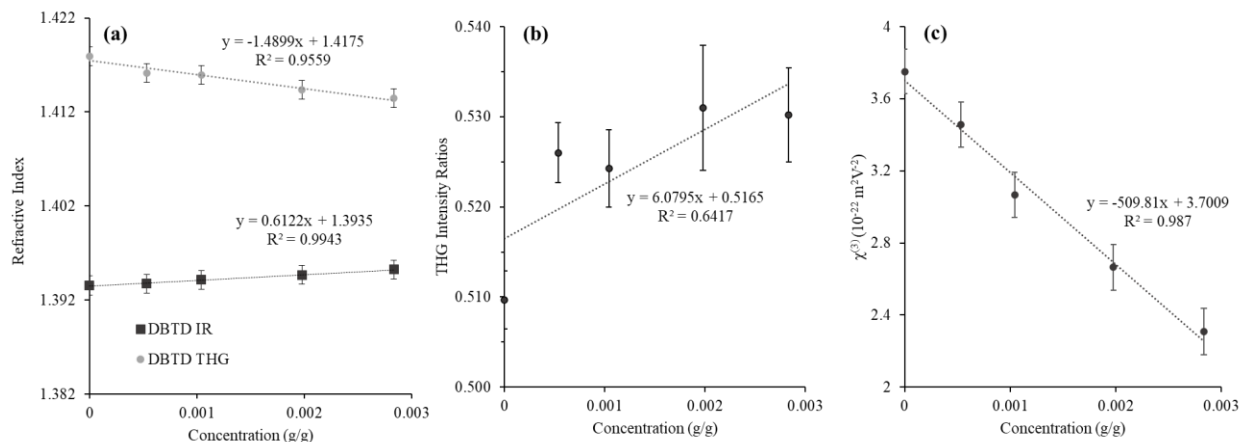 (a)
1.422
1.412
1.402
1.392
1.382
Refractive Index
y = -1.4899x + 1.4175
R² = 0.9559
y = 0.6122x + 1.3935
R² = 0.9943
DBTD IR
DBTD THG
0
0.001
0.002
0.003
Concentration (g/g)
(b)
0.540
0.530
0.520
0.510
0.500
THG Intensity Ratios
y = 6.0795x + 0.5165
R² = 0.6417
0
0.001
0.002
0.003
Concentration (g/g)
(c)
3.6
3.2
2.8
2.4
2
χ⁽³⁾ (10⁻²² m²V⁻²)
y = -509.81x + 3.7009
R² = 0.987
0
0.001
0.002
0.003
Concentration (g/g)